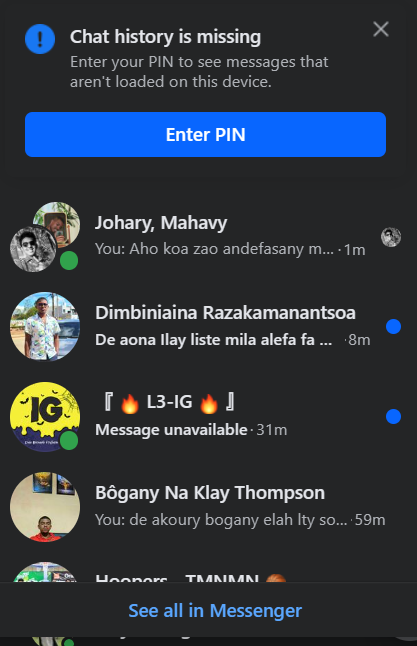 Chat history is missing
Enter your PIN to see messages that
aren't loaded on this device.
Enter PIN
Johary, Mahavy
You: Aho koa zao andefasany m... · 1m
Dimbiniaina Razakamanantsoa
De aona Ilay liste mila alefa fa ... · 8m
IG
『 🔥 L3-IG 🔥 』
Message unavailable · 31m
Bôgany Na Klay Thompson
You: de akoury bogany elah lty so... · 59m
See all in Messenger